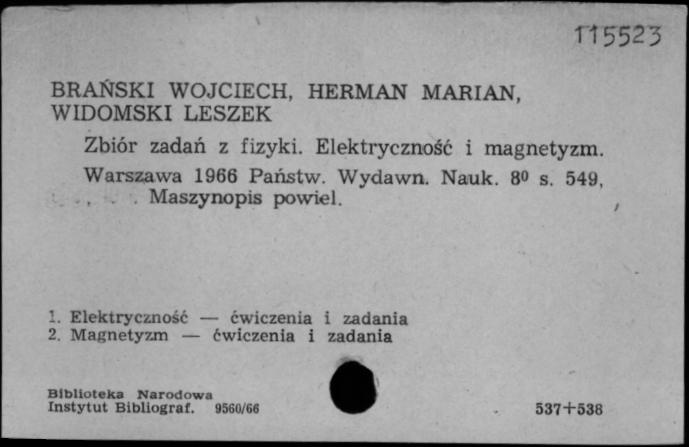 115523
BRAŃSKI WOJCIECH, HERMAN MARIAN,
WIDOMSKI LESZEK
Zbiór zadań z fizyki. Elektryczność i magnetyzm.
Warszawa 1966 Państw. Wydawn. Nauk. 8⁰ s. 549,
Maszynopis powiel.
1. Elektryczność — ćwiczenia i zadania
2. Magnetyzm — ćwiczenia i zadania
Biblioteka Narodowa
Instytut Bibliograf. 9560/66 537+538